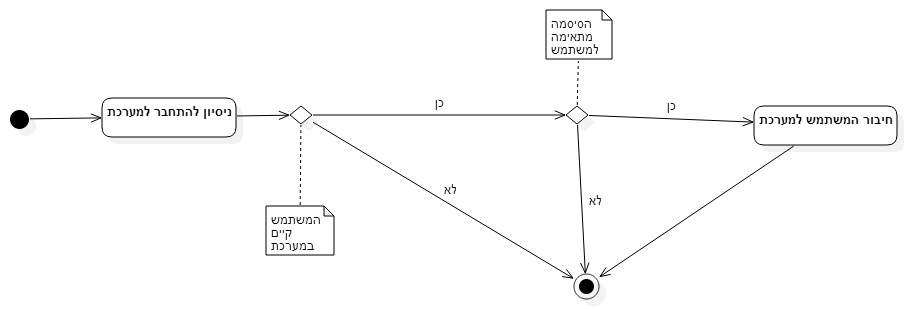 הסיסמה
מתאימה
למשתמש
ניסיון להתחבר למערכת
כן
כן
חיבור המשתמש למערכת
לא
לא
המשתמש
קיים
במערכת